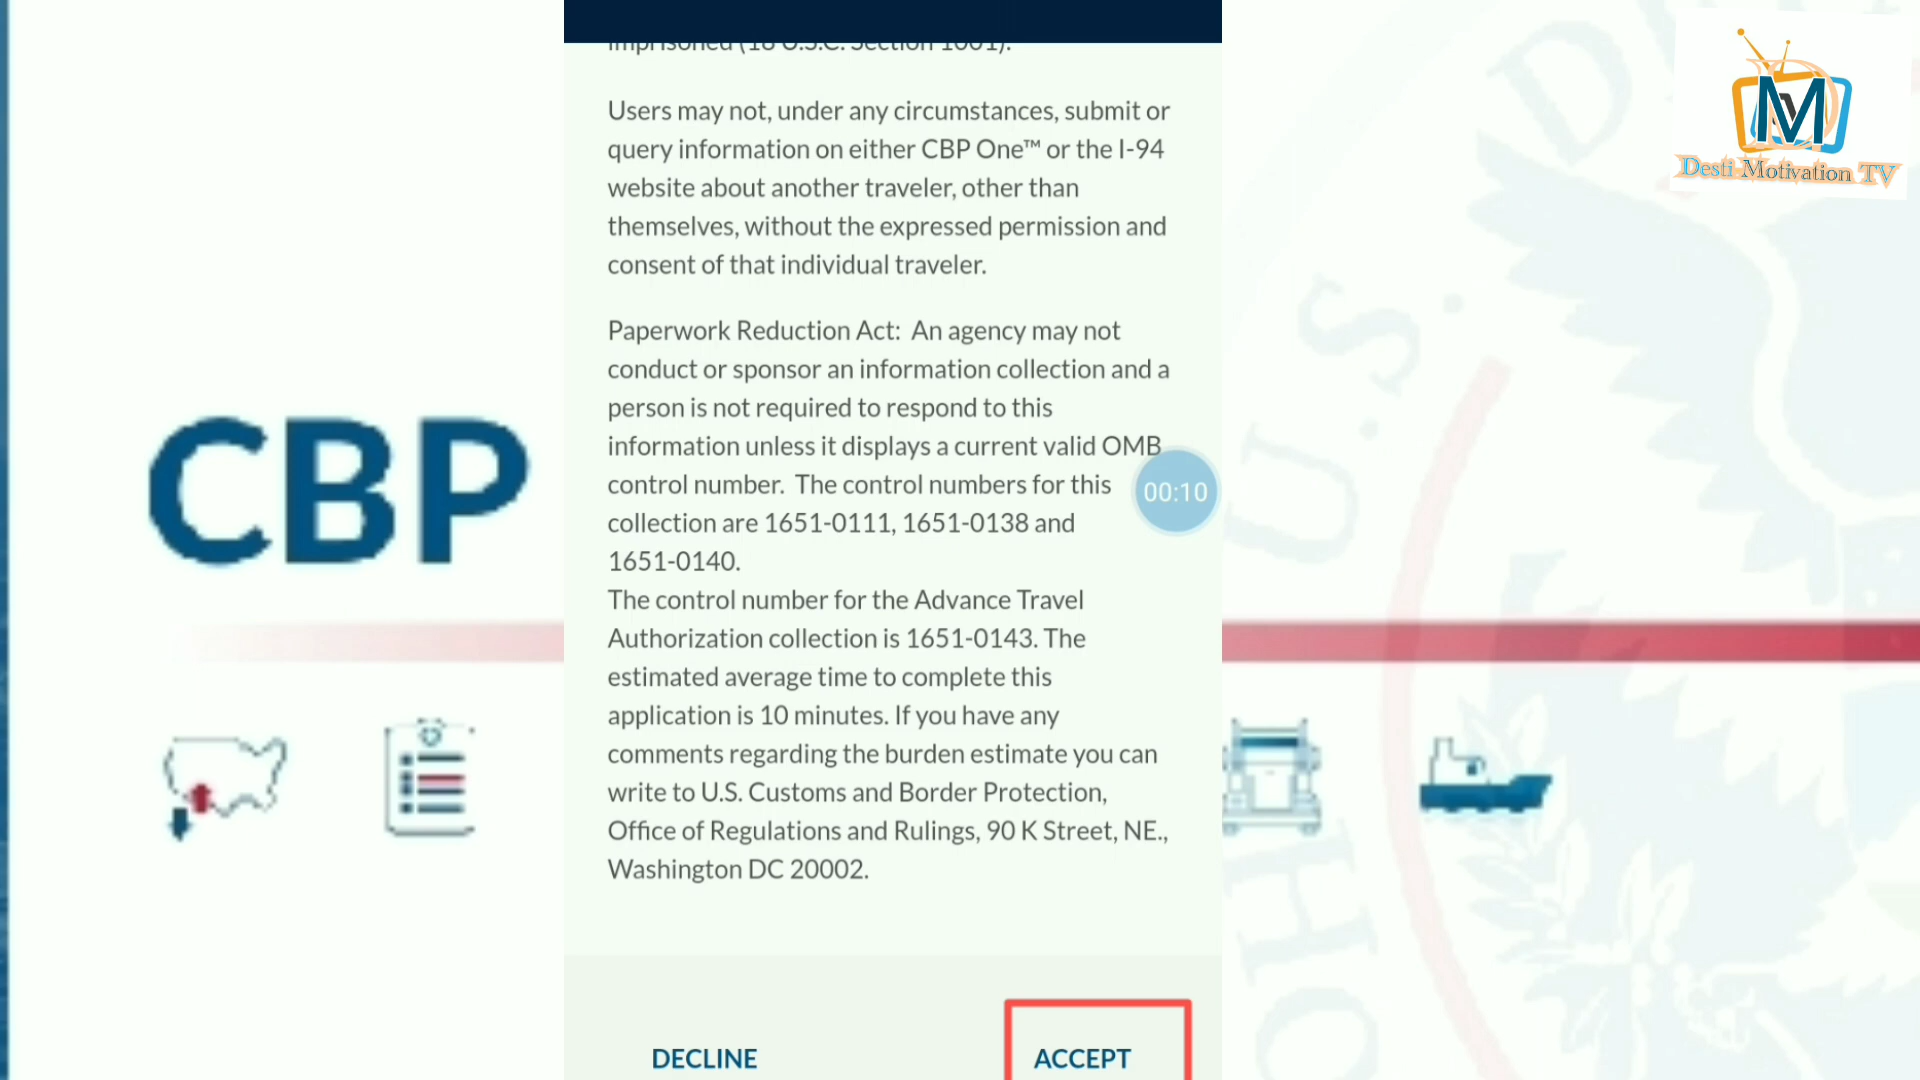 imprisoned (18 U.S.C. Section 1001).
Users may not, under any circumstances, submit or
query information on either CBP One™ or the I-94
website about another traveler, other than
themselves, without the expressed permission and
consent of that individual traveler.
Paperwork Reduction Act:  An agency may not
conduct or sponsor an information collection and a
person is not required to respond to this
information unless it displays a current valid OMB
control number.  The control numbers for this
collection are 1651-0111, 1651-0138 and
1651-0140.
The control number for the Advance Travel
Authorization collection is 1651-0143. The
estimated average time to complete this
application is 10 minutes. If you have any
comments regarding the burden estimate you can
write to U.S. Customs and Border Protection,
Office of Regulations and Rulings, 90 K Street, NE.,
Washington DC 20002.
DECLINE
ACCEPT
00:10
CBP
M
Desti Motivation TV
U.S. D
HO